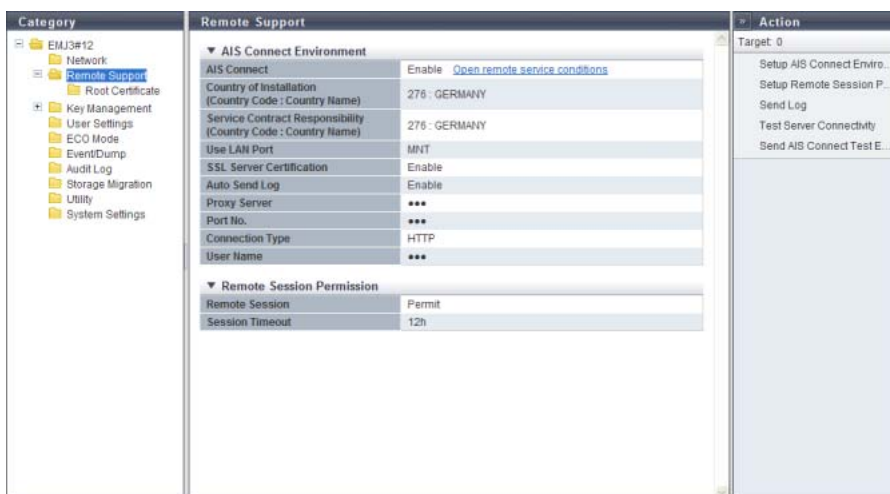 Category
EMJ3#12
Network
Remote Support
Root Certificate
Key Management
User Settings
ECO Mode
Event/Dump
Audit Log
Storage Migration
Utility
System Settings
Remote Support
▼ AIS Connect Environment
AIS Connect Enable Open remote service conditions
Country of Installation
(Country Code : Country Name) 276 : GERMANY
Service Contract Responsibility
(Country Code : Country Name) 276 : GERMANY
Use LAN Port MNT
SSL Server Certification Enable
Auto Send Log Enable
Proxy Server •••
Port No. •••
Connection Type HTTP
User Name •••
▼ Remote Session Permission
Remote Session Permit
Session Timeout 12h
» Action
Target: 0
Setup AIS Connect Enviro...
Setup Remote Session P...
Send Log
Test Server Connectivity
Send AIS Connect Test E...